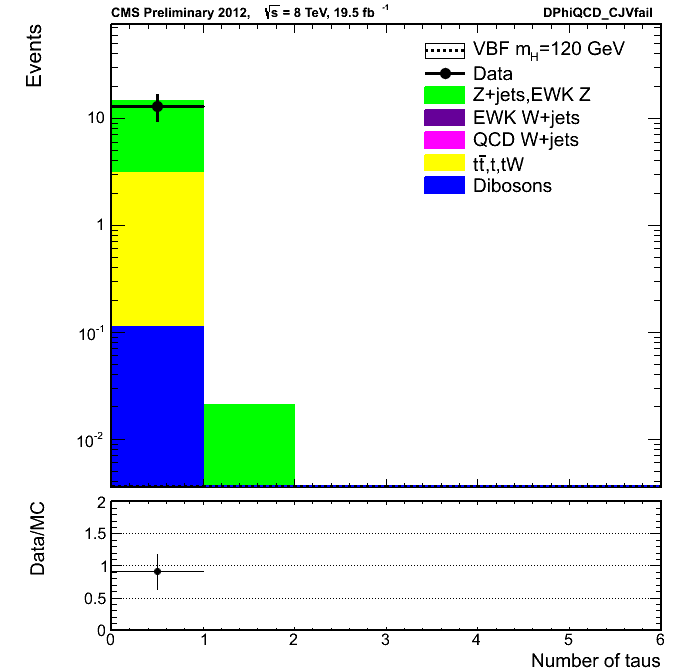 CMS Preliminary 2012, √s = 8 TeV, 19.5 fb⁻¹ DPhiQCD_CJVfail
Events
VBF m_H=120 GeV
Data
Z+jets,EWK Z
EWK W+jets
QCD W+jets
tt̄,t,tW
Dibosons
10
1
10⁻¹
10⁻²
Data/MC
2
1.5
1
0.5
0
0 1 2 3 4 5 6
Number of taus